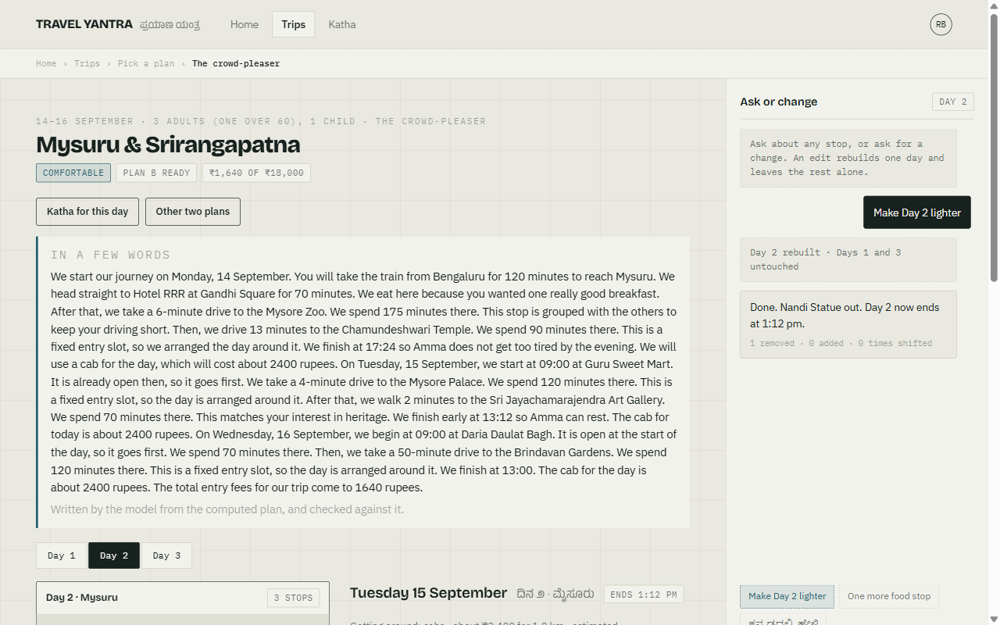 TRAVEL YANTRA ಪ್ರಯಾಣ ಯಂತ್ರ Home Trips Katha RB
Home › Trips › Pick a plan › The crowd-pleaser
14–16 SEPTEMBER · 3 ADULTS (ONE OVER 60), 1 CHILD · THE CROWD-PLEASER
Mysuru & Srirangapatna
COMFORTABLE PLAN B READY ₹1,640 OF ₹18,000
Katha for this day Other two plans
IN A FEW WORDS
We start our journey on Monday, 14 September. You will take the train from Bengaluru for 120 minutes to reach Mysuru. We
head straight to Hotel RRR at Gandhi Square for 70 minutes. We eat here because you wanted one really good breakfast.
After that, we take a 6-minute drive to the Mysore Zoo. We spend 175 minutes there. This stop is grouped with the others to
keep your driving short. Then, we drive 13 minutes to the Chamundeshwari Temple. We spend 90 minutes there. This is a
fixed entry slot, so we arranged the day around it. We finish at 17:24 so Amma does not get too tired by the evening. We will
use a cab for the day, which will cost about 2400 rupees. On Tuesday, 15 September, we start at 09:00 at Guru Sweet Mart.
It is already open then, so it goes first. We take a 4-minute drive to the Mysore Palace. We spend 120 minutes there. This is
a fixed entry slot, so the day is arranged around it. After that, we walk 2 minutes to the Sri Jayachamarajendra Art Gallery.
We spend 70 minutes there. This matches your interest in heritage. We finish early at 13:12 so Amma can rest. The cab for
today is about 2400 rupees. On Wednesday, 16 September, we begin at 09:00 at Daria Daulat Bagh. It is open at the start of
the day, so it goes first. We spend 70 minutes there. Then, we take a 50-minute drive to the Brindavan Gardens. We spend
120 minutes there. This is a fixed entry slot, so the day is arranged around it. We finish at 13:00. The cab for the day is
about 2400 rupees. The total entry fees for our trip come to 1640 rupees.
Written by the model from the computed plan, and checked against it.
Day 1 Day 2 Day 3
Day 2 · Mysuru 3 STOPS
Tuesday 15 September ದಿನ ೨ · ಮೈಸೂರು ENDS 1:12 PM
Ask or change DAY 2
Ask about any stop, or ask for a
change. An edit rebuilds one day and
leaves the rest alone.
Make Day 2 lighter
Day 2 rebuilt · Days 1 and 3
untouched
Done. Nandi Statue out. Day 2 now ends
at 1:12 pm.
1 removed · 0 added · 0 times shifted
Make Day 2 lighter One more food stop